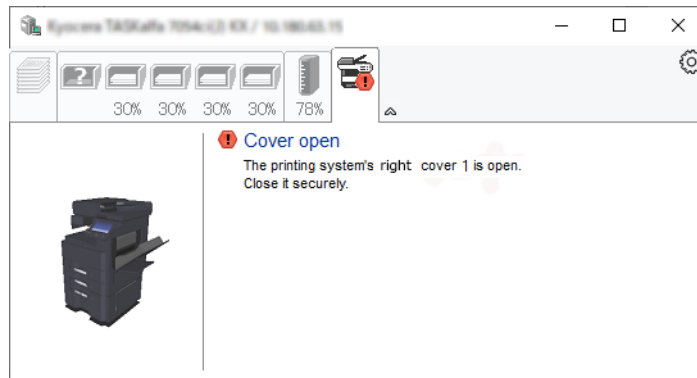 30% 30% 30% 30% 78%
Cover open
The printing system's right cover 1 is open.
Close it securely.